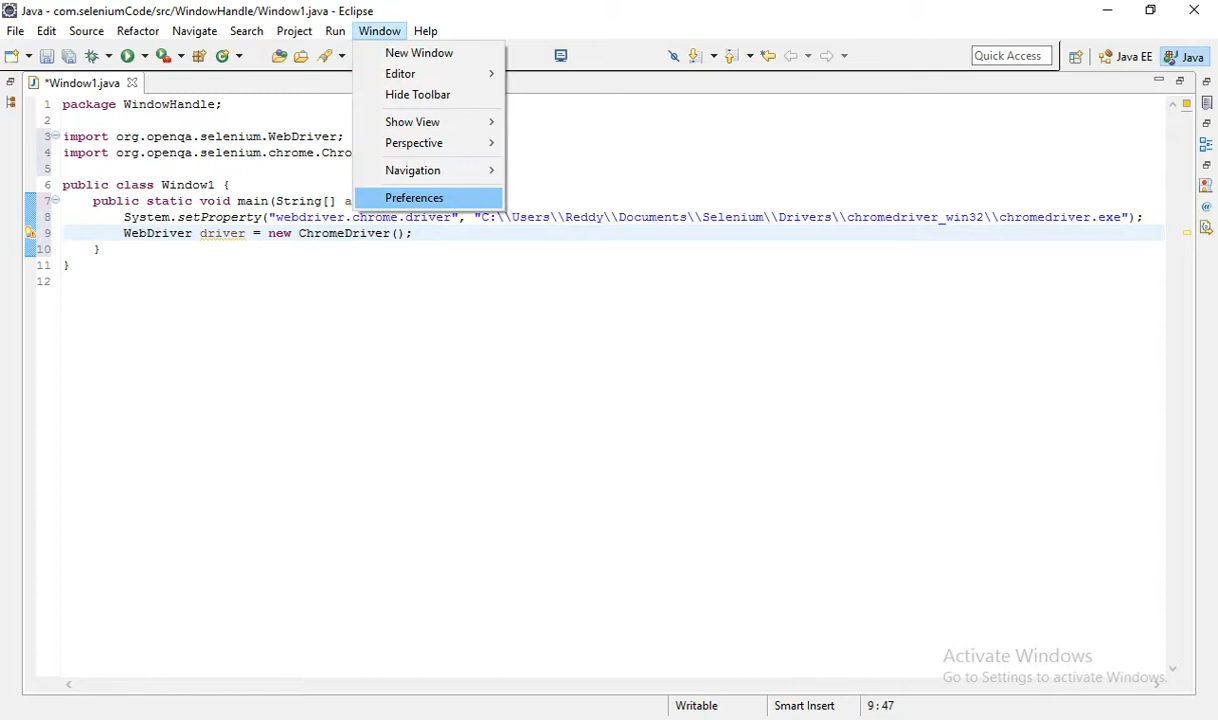 Java - com.seleniumCode/src/WindowHandle/Window1.java - Eclipse
File Edit Source Refactor Navigate Search Project Run Window Help
Quick Access Java EE Java
*Window1.java
New Window
Editor
Hide Toolbar
Show View
Perspective
Navigation
Preferences
1 package WindowHandle;
2
3 import org.openqa.selenium.WebDriver;
4 import org.openqa.selenium.chrome.Chro
5
6 public class Window1 {
7 public static void main(String[] a
8 System.setProperty("webdriver.chrome.driver", "C:\\Users\\Reddy\\Documents\\Selenium\\Drivers\\chromedriver_win32\\chromedriver.exe");
9 WebDriver driver = new ChromeDriver();
10 }
11 }
12
Activate Windows
Go to Settings to activate Windows.
Writable Smart Insert 9 : 47